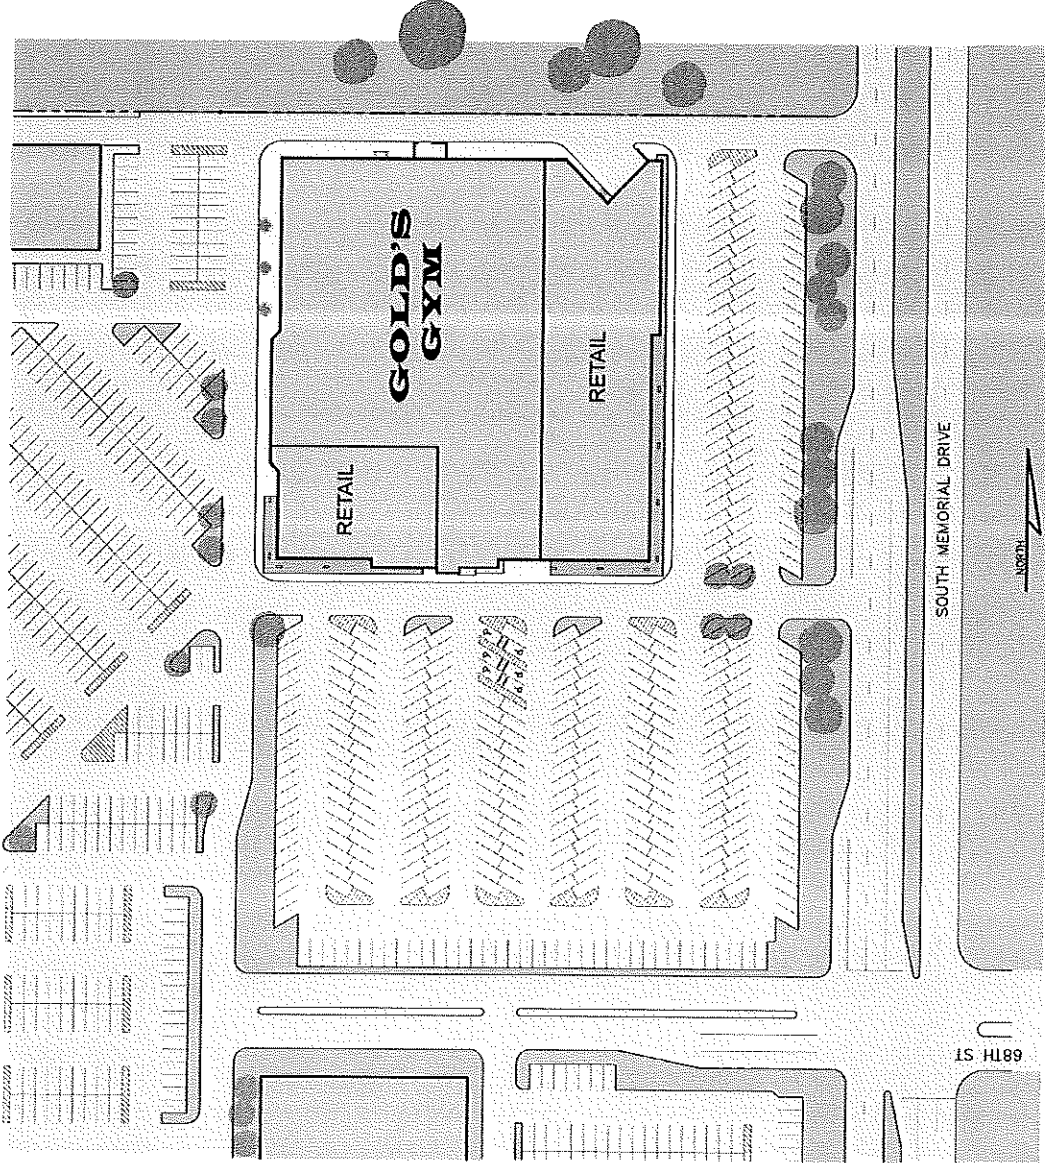 GOLD'S
GYM
RETAIL
RETAIL
SOUTH MEMORIAL DRIVE
NORTH
68TH ST